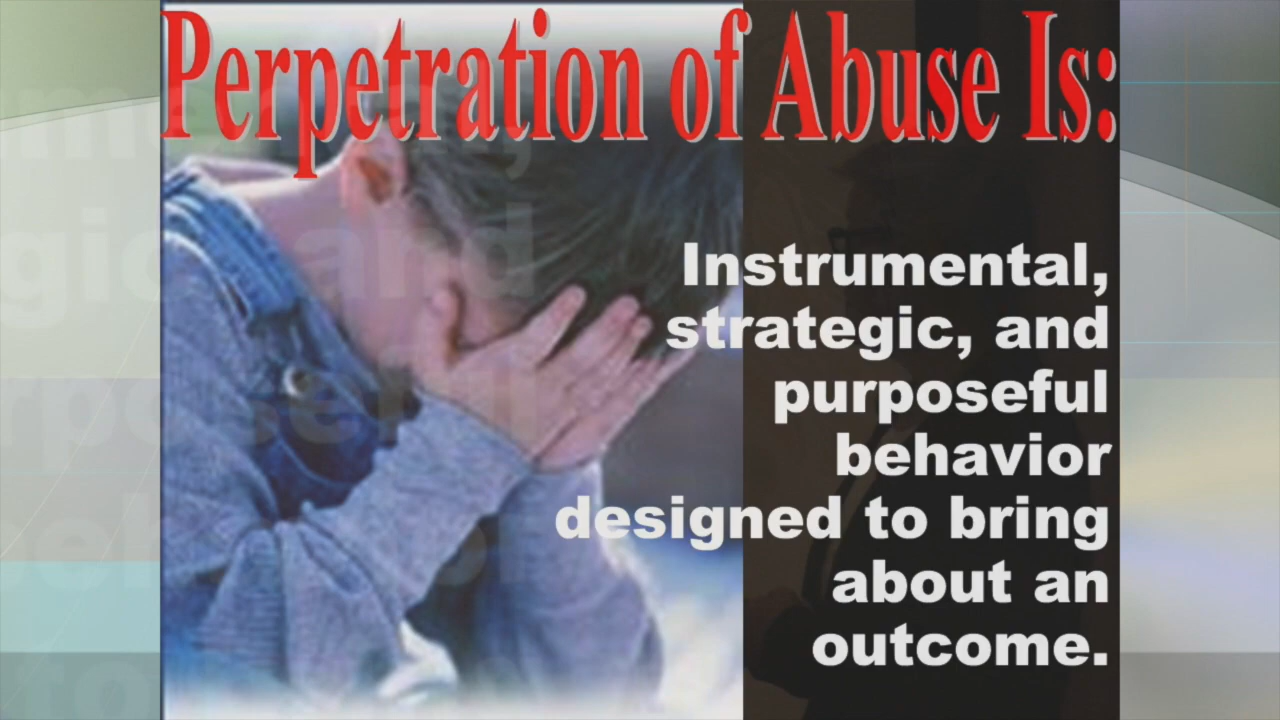 Perpetration of Abuse Is:
Instrumental,
strategic, and
purposeful
behavior
designed to bring
about an
outcome.